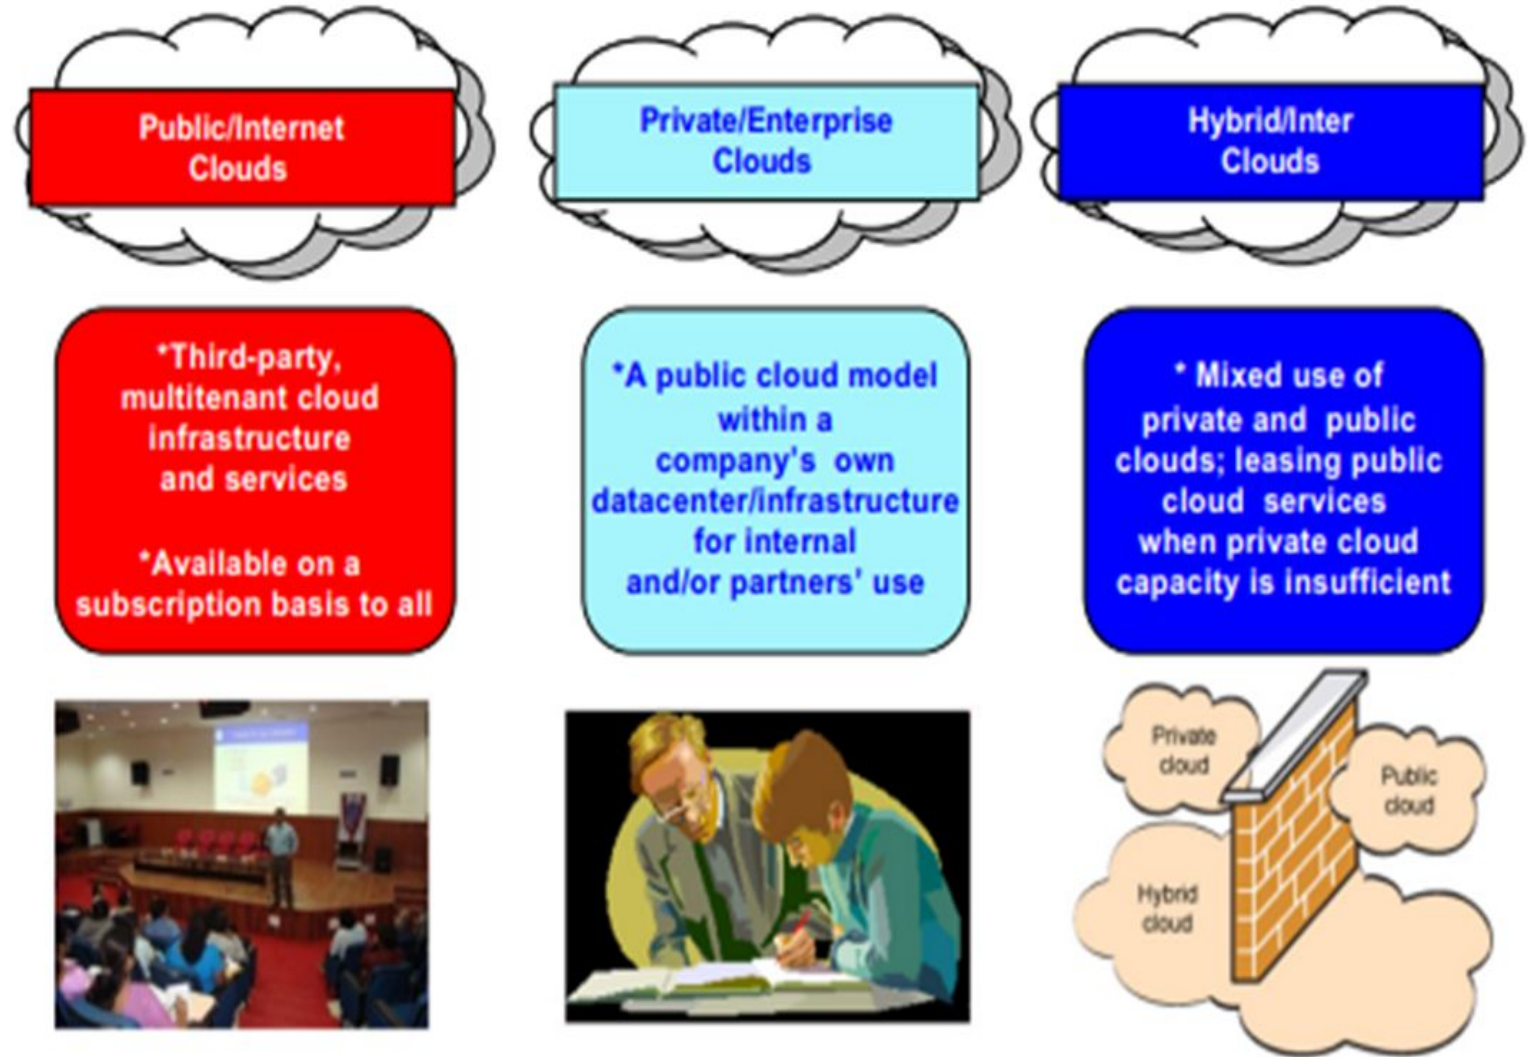 Public/Internet
Clouds
Private/Enterprise
Clouds
Hybrid/Inter
Clouds
*Third-party,
multitenant cloud
infrastructure
and services
*Available on a
subscription basis to all
*A public cloud model
within a
company's own
datacenter/infrastructure
for internal
and/or partners' use
* Mixed use of
private and public
clouds; leasing public
cloud services
when private cloud
capacity is insufficient
Private
cloud
Public
cloud
Hybrid
cloud